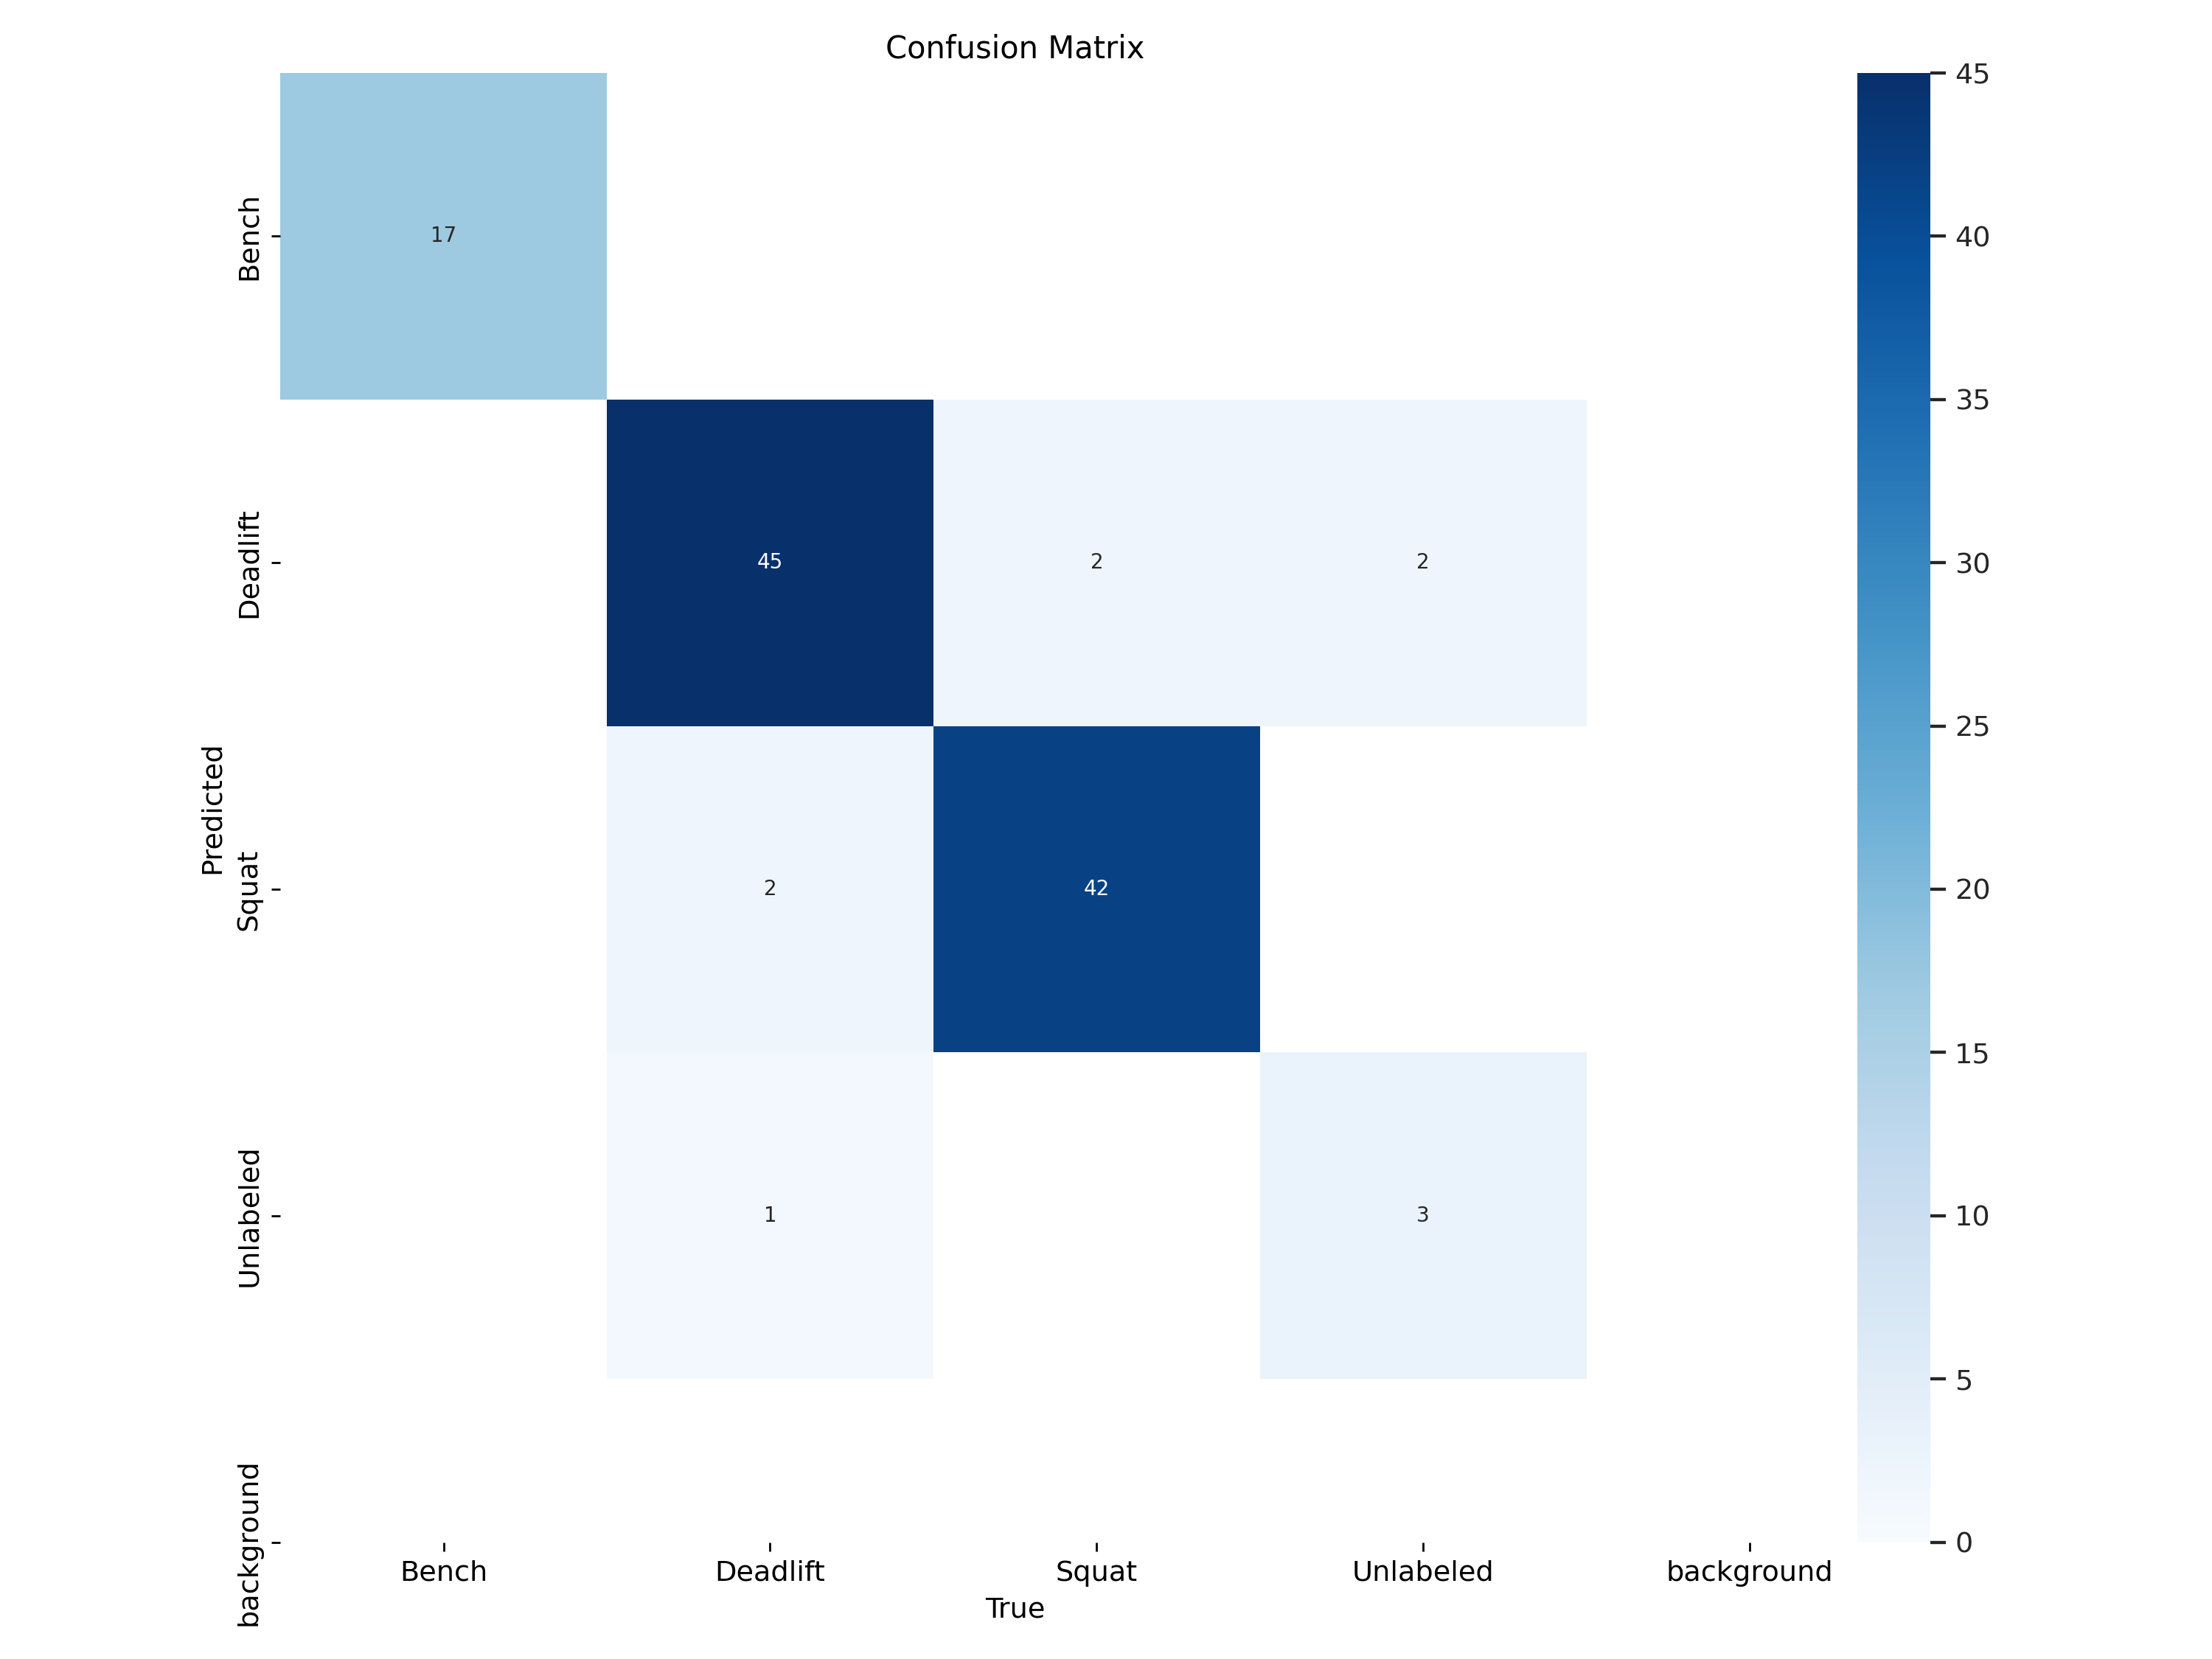 Confusion Matrix
Predicted
Bench
Deadlift
Squat
Unlabeled
background
17
45 2 2
2 42
1 3
Bench Deadlift Squat Unlabeled background
True
45
40
35
30
25
20
15
10
5
0